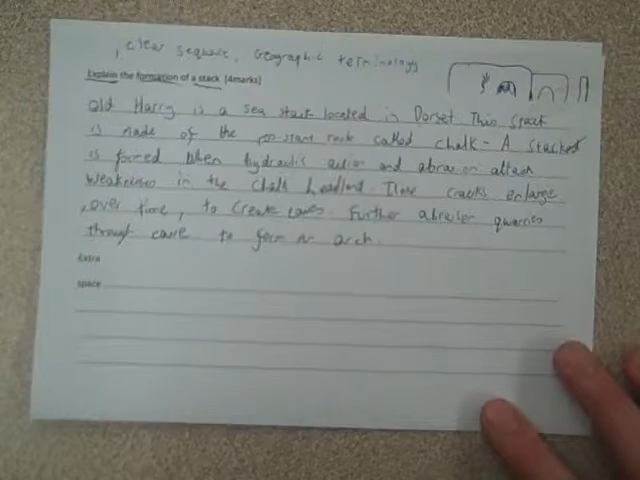 , clear sequence, Geographic terminology
Explain the formation of a stack (4marks)
Old Harry is a sea stack located in Dorset This stack
is made of the rock called chalk - A stacked
is formed when hydraulic action and abrasion attack
weaknesses in the chalk headland. These cracks enlarge
over time, to create caves. Further abrasion
through cave to form an arch.
Extra
space